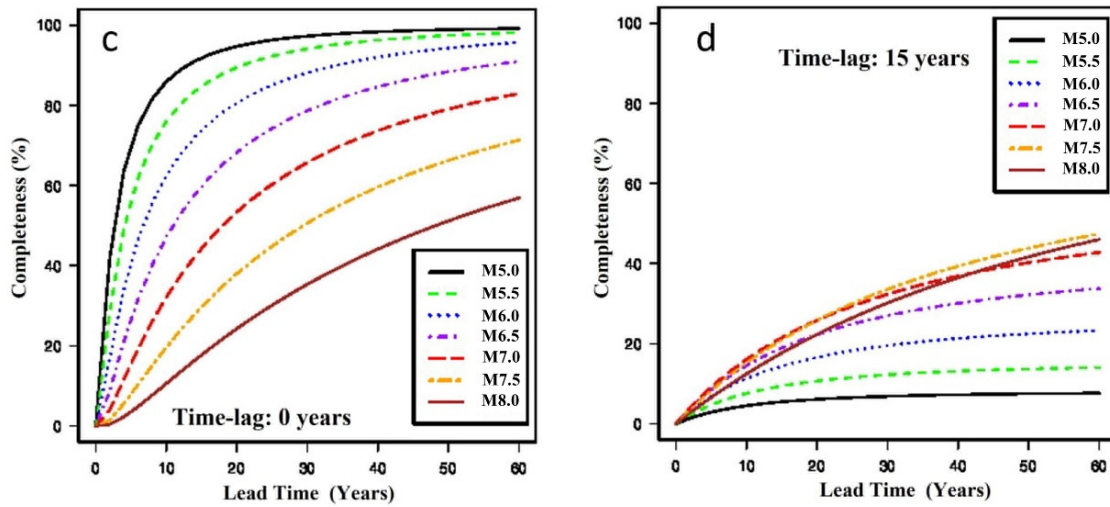 c
Completeness (%)
100
80
60
40
20
0
M5.0
M5.5
M6.0
M6.5
M7.0
M7.5
M8.0
Time-lag: 0 years
0 10 20 30 40 50 60
Lead Time (Years)
d
Completeness (%)
100
80
60
40
20
0
Time-lag: 15 years
M5.0
M5.5
M6.0
M6.5
M7.0
M7.5
M8.0
0 10 20 30 40 50 60
Lead Time (Years)